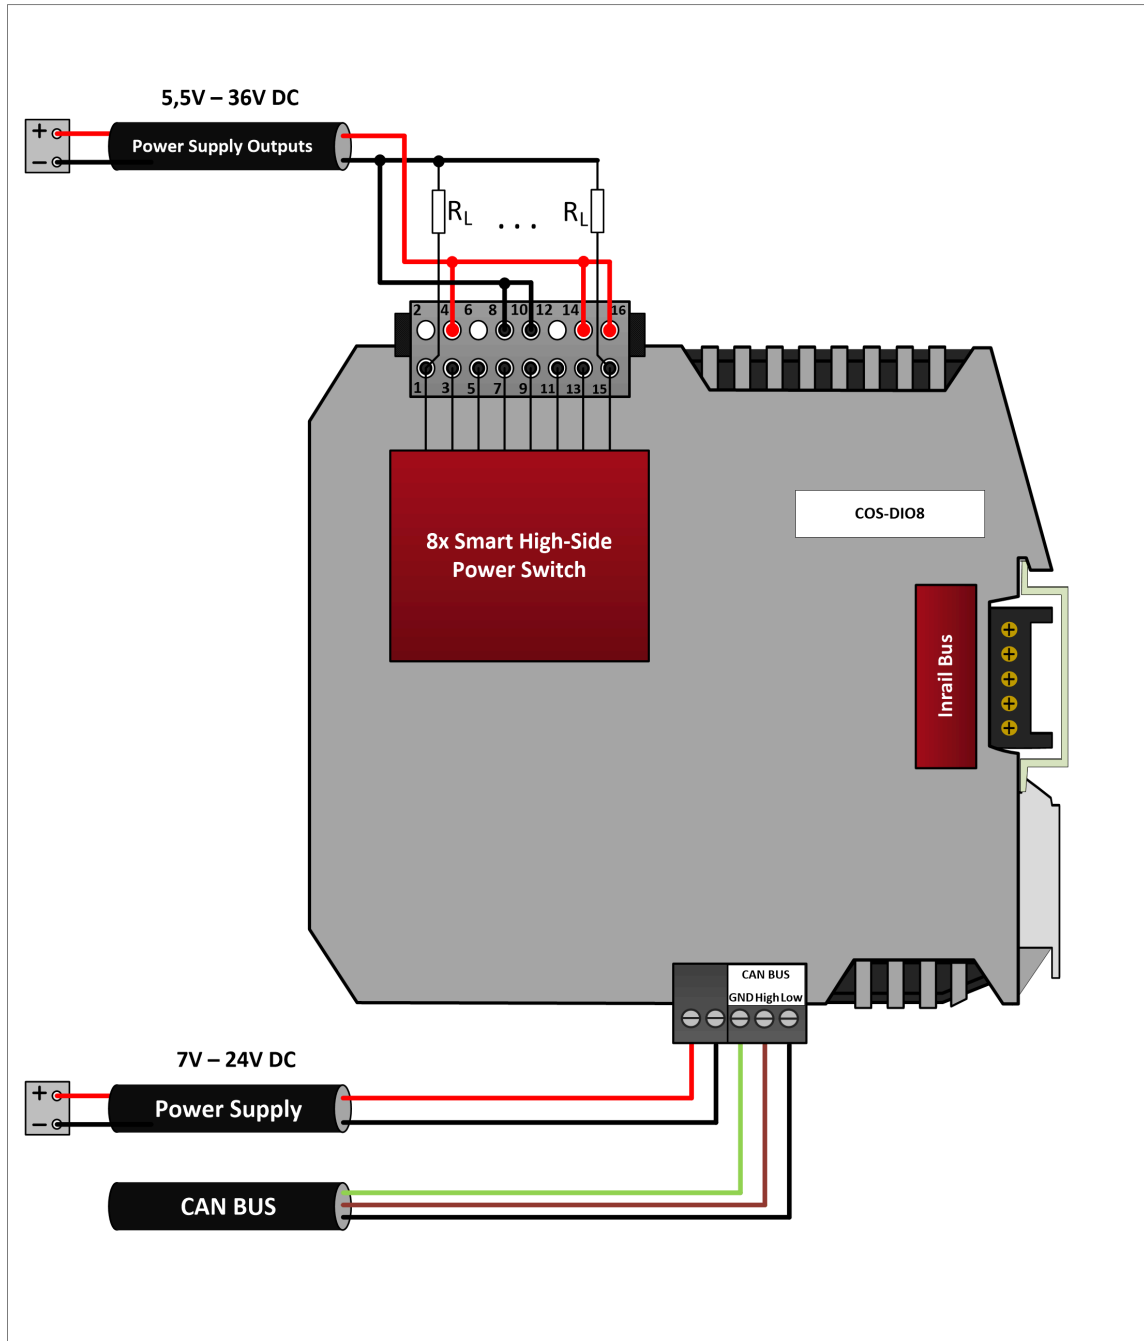 5,5V – 36V DC
+
Power Supply Outputs
–
R_L . . . R_L
2 4 6 8 10 12 14 16
1 3 5 7 9 11 13 15
8x Smart High-Side
Power Switch
COS-DIO8
Inrail Bus
CAN BUS
GND High Low
7V – 24V DC
+
Power Supply
–
CAN BUS